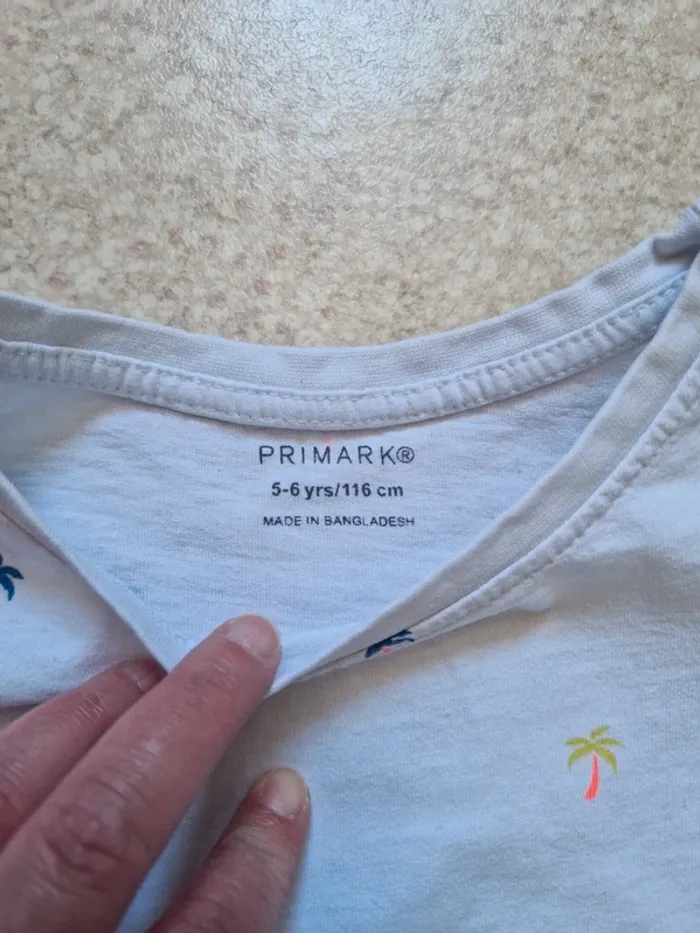 PRIMARK®
5-6 yrs/116 cm
MADE IN BANGLADESH